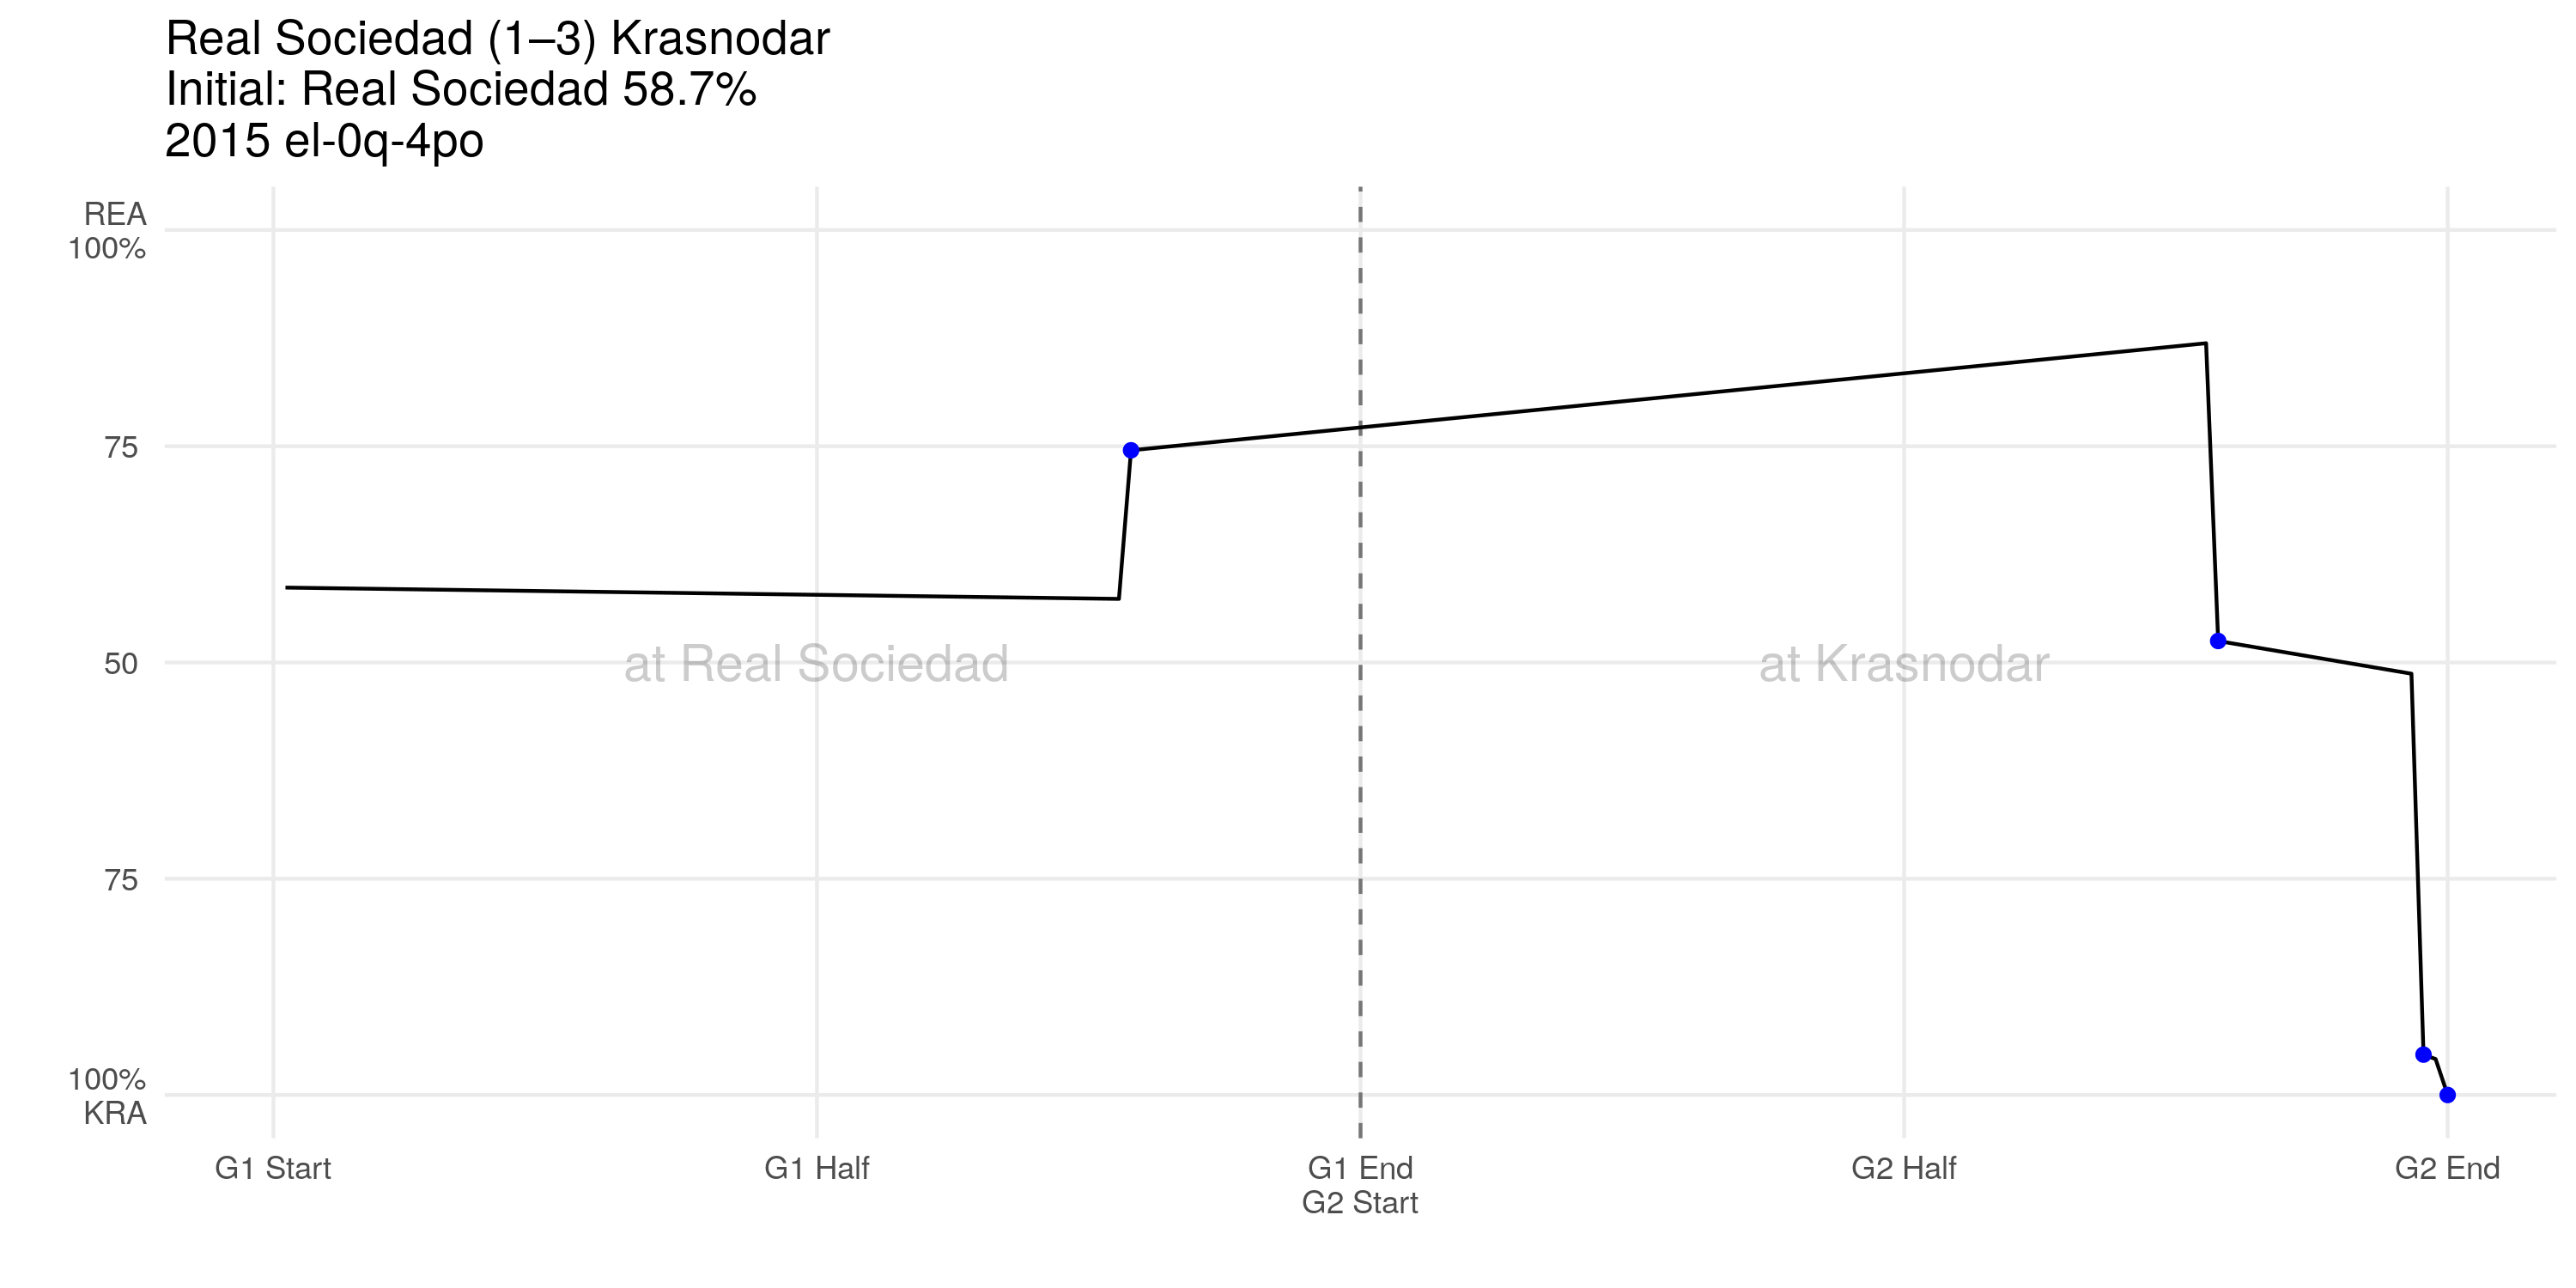 Real Sociedad (1–3) Krasnodar
Initial: Real Sociedad 58.7%
2015 el-0q-4po
REA
100%
75
50
75
100%
KRA
at Real Sociedad
at Krasnodar
G1 Start
G1 Half
G1 End
G2 Start
G2 Half
G2 End